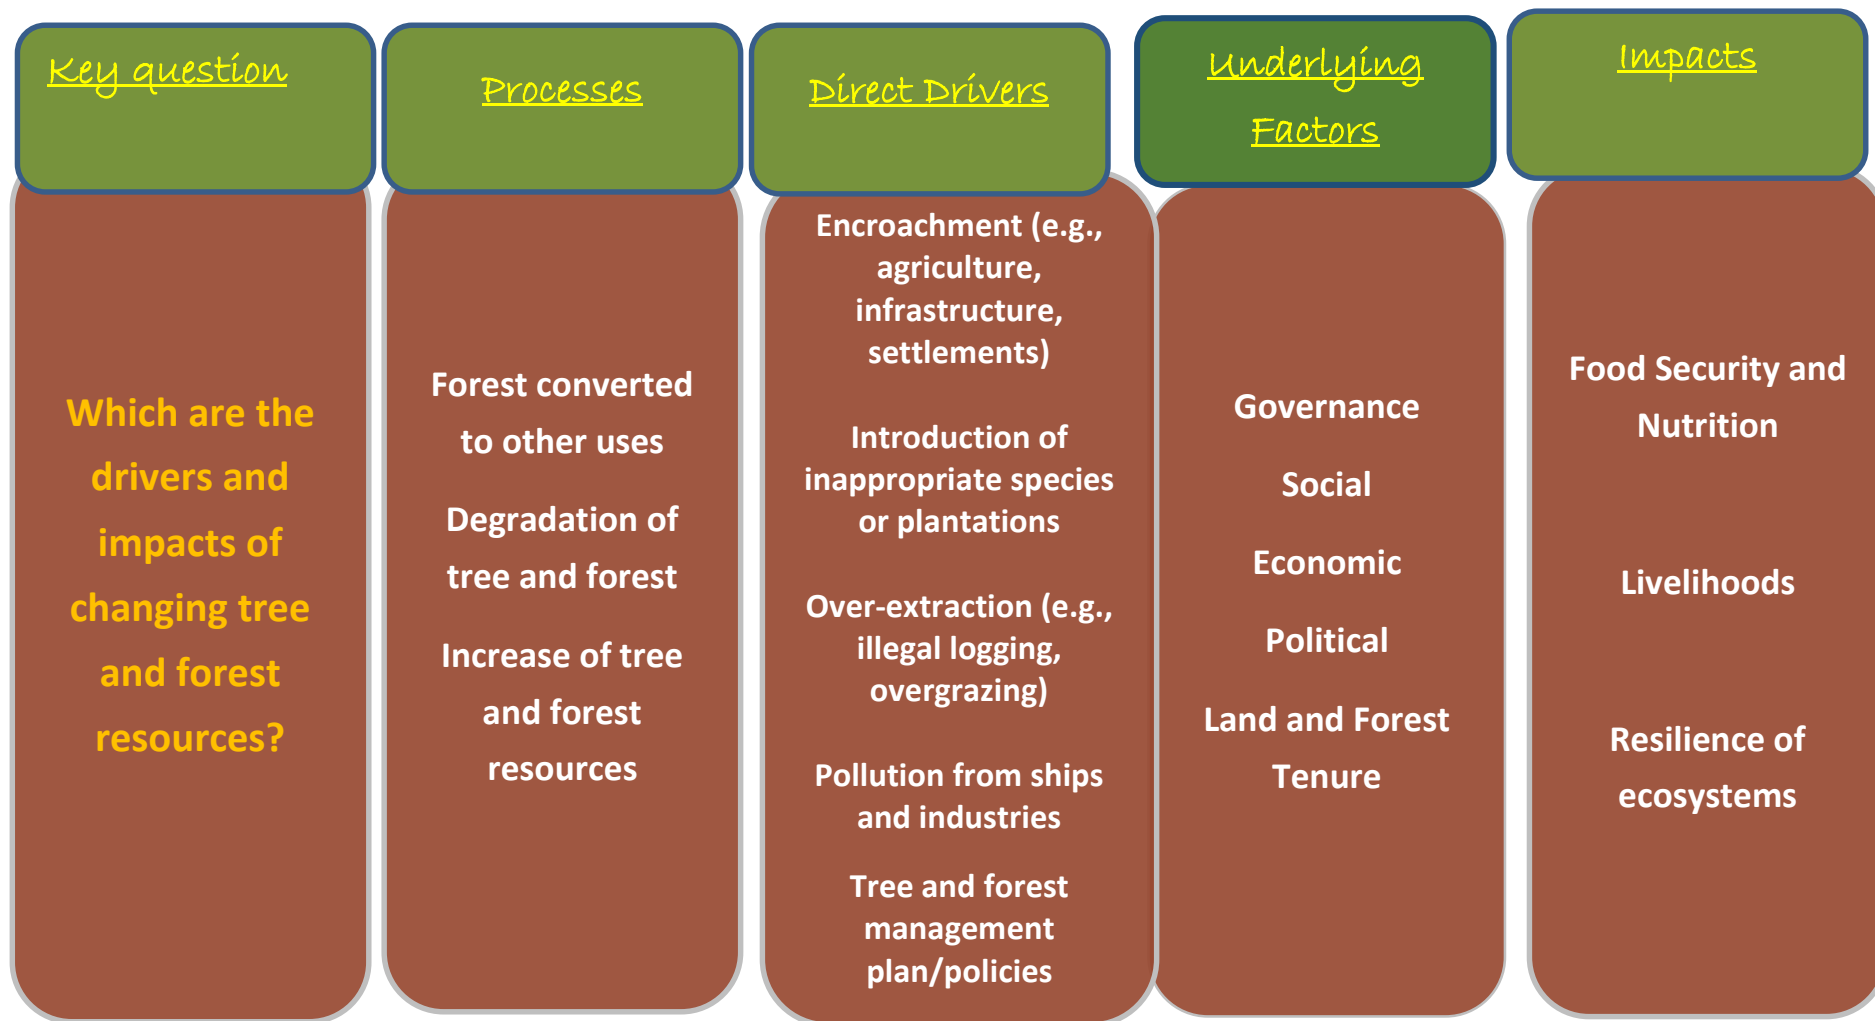 Key question
Which are the
drivers and
impacts of
changing tree
and forest
resources?
Processes
Forest converted
to other uses
Degradation of
tree and forest
Increase of tree
and forest
resources
Direct Drivers
Encroachment (e.g.,
agriculture,
infrastructure,
settlements)
Introduction of
inappropriate species
or plantations
Over-extraction (e.g.,
illegal logging,
overgrazing)
Pollution from ships
and industries
Tree and forest
management
plan/policies
Underlying
Factors
Governance
Social
Economic
Political
Land and Forest
Tenure
Impacts
Food Security and
Nutrition
Livelihoods
Resilience of
ecosystems